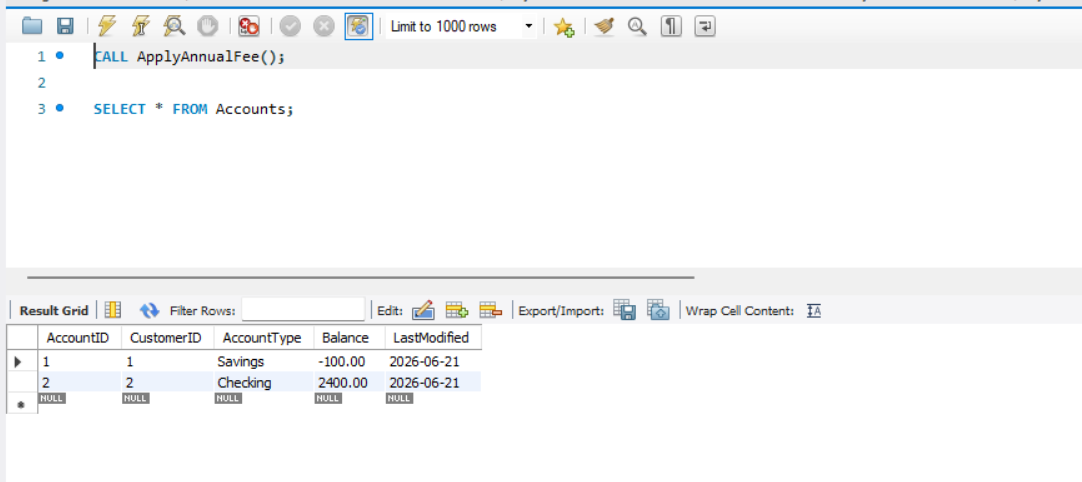 Limit to 1000 rows
1 CALL ApplyAnnualFee();
2
3 SELECT * FROM Accounts;
Result Grid Filter Rows: Edit: Export/Import: Wrap Cell Content:
AccountID CustomerID AccountType Balance LastModified
1 1 Savings -100.00 2026-06-21
2 2 Checking 2400.00 2026-06-21
NULL NULL NULL NULL NULL